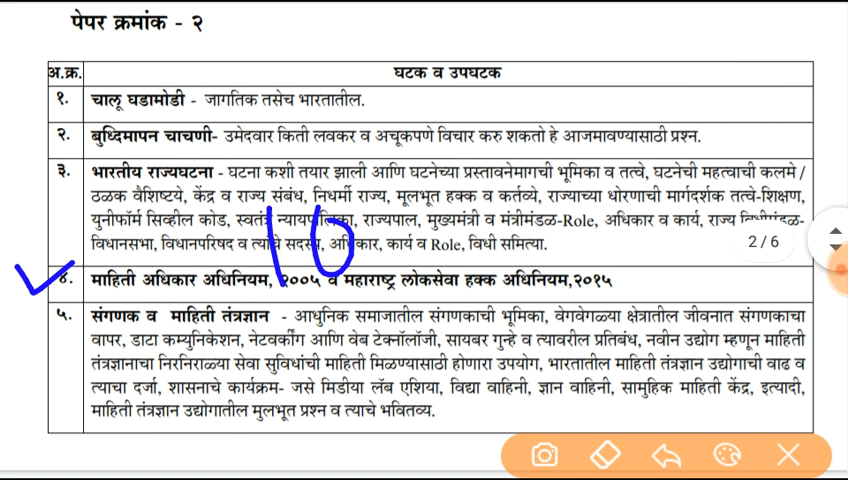 पेपर क्रमांक - २
अ.क्र. घटक व उपघटक
१. चालू घडामोडी - जागतिक तसेच भारतातील.
२. बुध्दिमापन चाचणी- उमेदवार किती लवकर व अचूकपणे विचार करु शकतो हे आजमावण्यासाठी प्रश्न.
३. भारतीय राज्यघटना - घटना कशी तयार झाली आणि घटनेच्या प्रस्तावनेमागची भूमिका व तत्वे, घटनेची महत्वाची कलमे /
ठळक वैशिष्टये, केंद्र व राज्य संबंध, निधर्मी राज्य, मूलभूत हक्क व कर्तव्ये, राज्याच्या धोरणाची मार्गदर्शक तत्वे-शिक्षण,
युनीफॉर्म सिव्हील कोड, स्वतंत्र न्यायपालिका, राज्यपाल, मुख्यमंत्री व मंत्रीमंडळ-Role, अधिकार व कार्य, राज्य विधीमंडळ-
विधानसभा, विधानपरिषद व त्यांचे सदस्य, अधिकार, कार्य व Role, विधी समित्या.
10
2 / 6
४. माहिती अधिकार अधिनियम, २००५ व महाराष्ट्र लोकसेवा हक्क अधिनियम,२०१५
५. संगणक व माहिती तंत्रज्ञान - आधुनिक समाजातील संगणकाची भूमिका, वेगवेगळ्या क्षेत्रातील जीवनात संगणकाचा
वापर, डाटा कम्युनिकेशन, नेटवर्कींग आणि वेब टेक्नॉलॉजी, सायबर गुन्हे व त्यावरील प्रतिबंध, नवीन उद्योग म्हणून माहिती
तंत्रज्ञानाचा निरनिराळ्या सेवा सुविधांची माहिती मिळण्यासाठी होणारा उपयोग, भारतातील माहिती तंत्रज्ञान उद्योगाची वाढ व
त्याचा दर्जा, शासनाचे कार्यक्रम- जसे मिडीया लॅब एशिया, विद्या वाहिनी, ज्ञान वाहिनी, सामुहिक माहिती केंद्र, इत्यादी,
माहिती तंत्रज्ञान उद्योगातील मुलभूत प्रश्न व त्याचे भवितव्य.